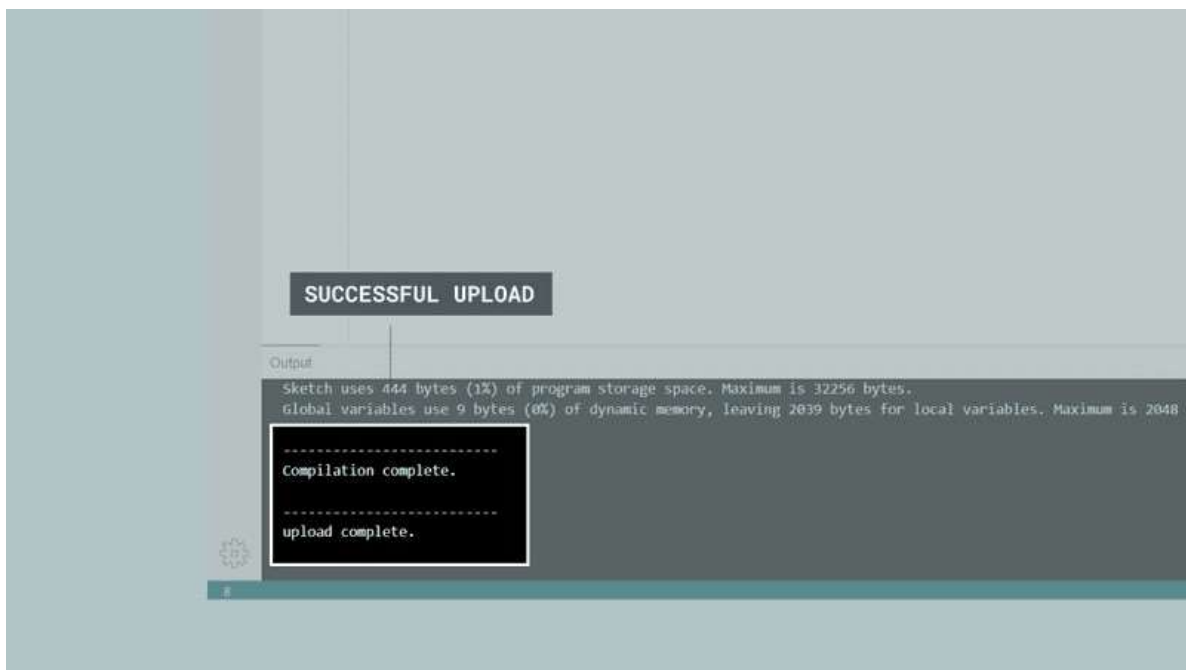 SUCCESSFUL UPLOAD
Output
Sketch uses 444 bytes (1%) of program storage space. Maximum is 32256 bytes.
Global variables use 9 bytes (0%) of dynamic memory, leaving 2039 bytes for local variables. Maximum is 2048
--------------------------
Compilation complete.
--------------------------
upload complete.